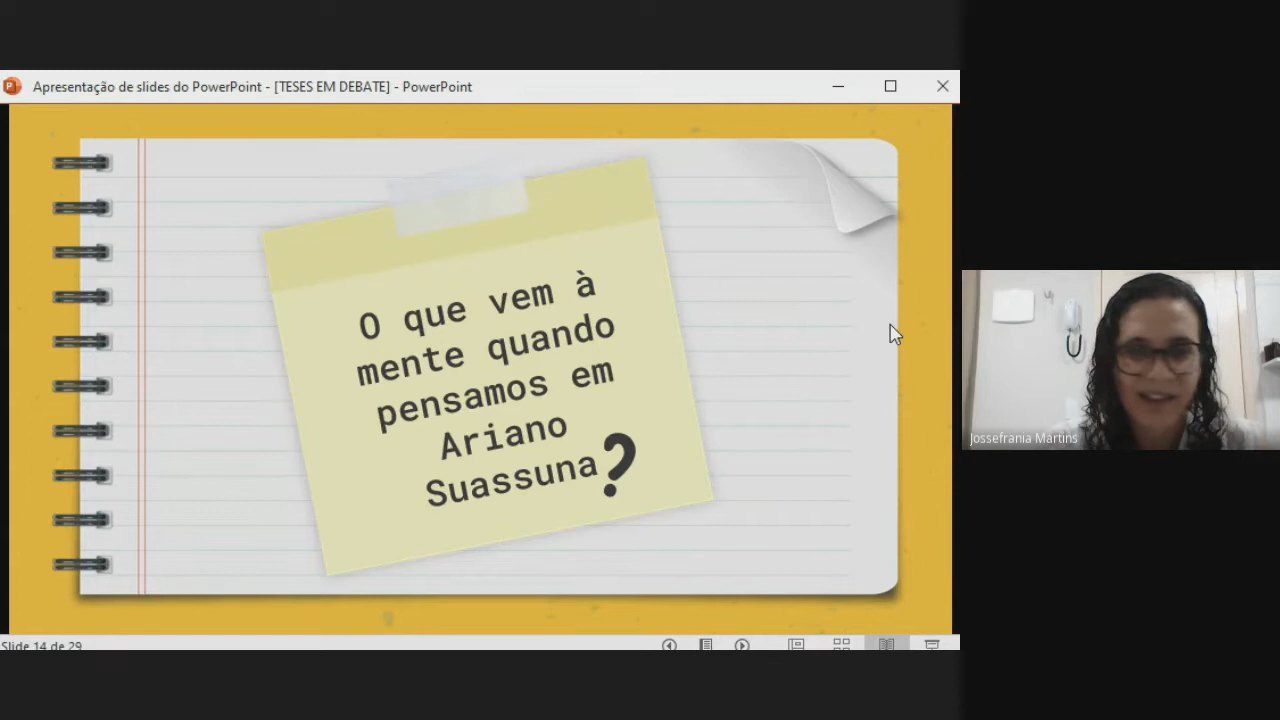 Apresentação de slides do PowerPoint - [TESES EM DEBATE] - PowerPoint
O que vem à
mente quando
pensamos em
Ariano
Suassuna?
Jossefrania Martins
Slide 14 de 29